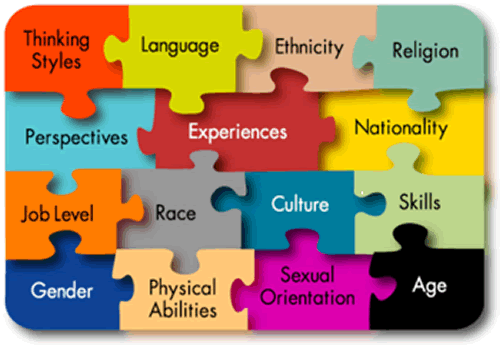 Thinking
Styles
Language
Ethnicity
Religion
Perspectives
Experiences
Nationality
Job Level
Race
Culture
Skills
Gender
Physical
Abilities
Sexual
Orientation
Age